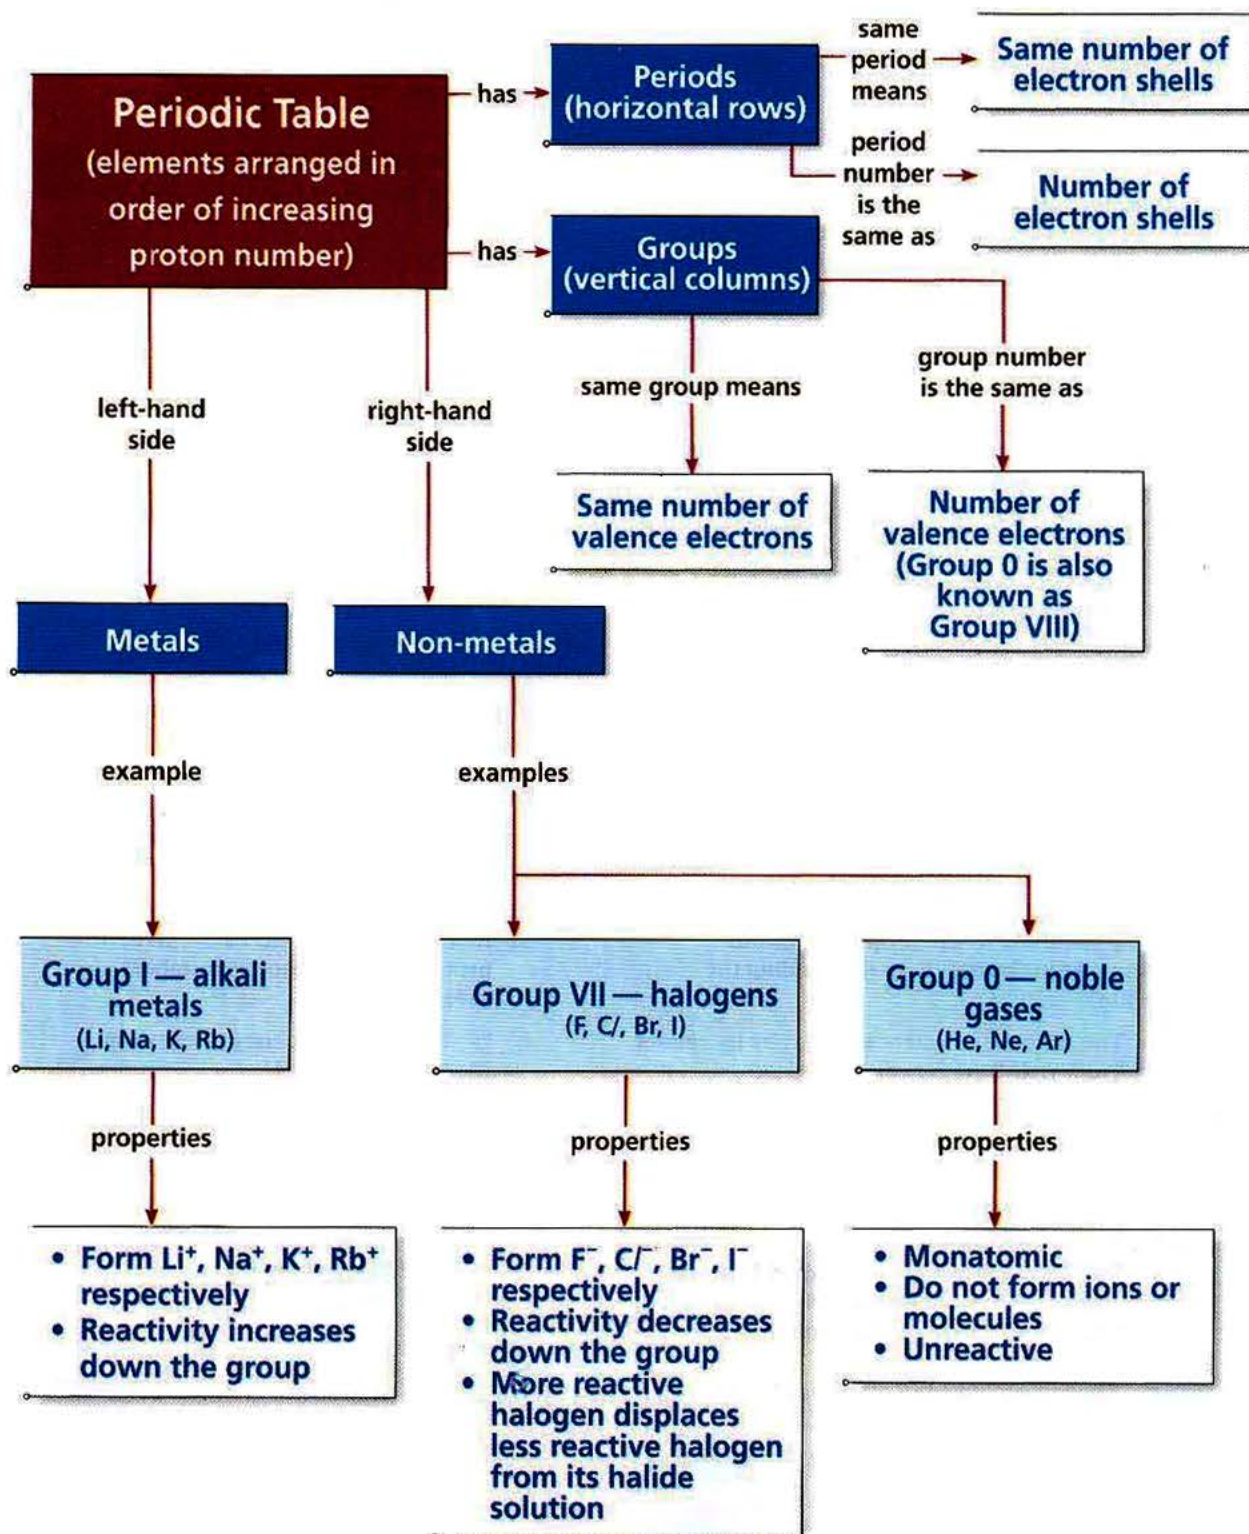 Periodic Table
(elements arranged in
order of increasing
proton number)
has
Periods
(horizontal rows)
same
period
means
Same number of
electron shells
period
number
is the
same as
Number of
electron shells
has
Groups
(vertical columns)
same group means
Same number of
valence electrons
group number
is the same as
Number of
valence electrons
(Group 0 is also
known as
Group VIII)
left-hand
side
right-hand
side
Metals
Non-metals
example
examples
Group I — alkali
metals
(Li, Na, K, Rb)
Group VII — halogens
(F, Cl, Br, I)
Group 0 — noble
gases
(He, Ne, Ar)
properties
properties
properties
• Form Li⁺, Na⁺, K⁺, Rb⁺
respectively
• Reactivity increases
down the group
• Form F⁻, Cl⁻, Br⁻, I⁻
respectively
• Reactivity decreases
down the group
• More reactive
halogen displaces
less reactive halogen
from its halide
solution
• Monatomic
• Do not form ions or
molecules
• Unreactive